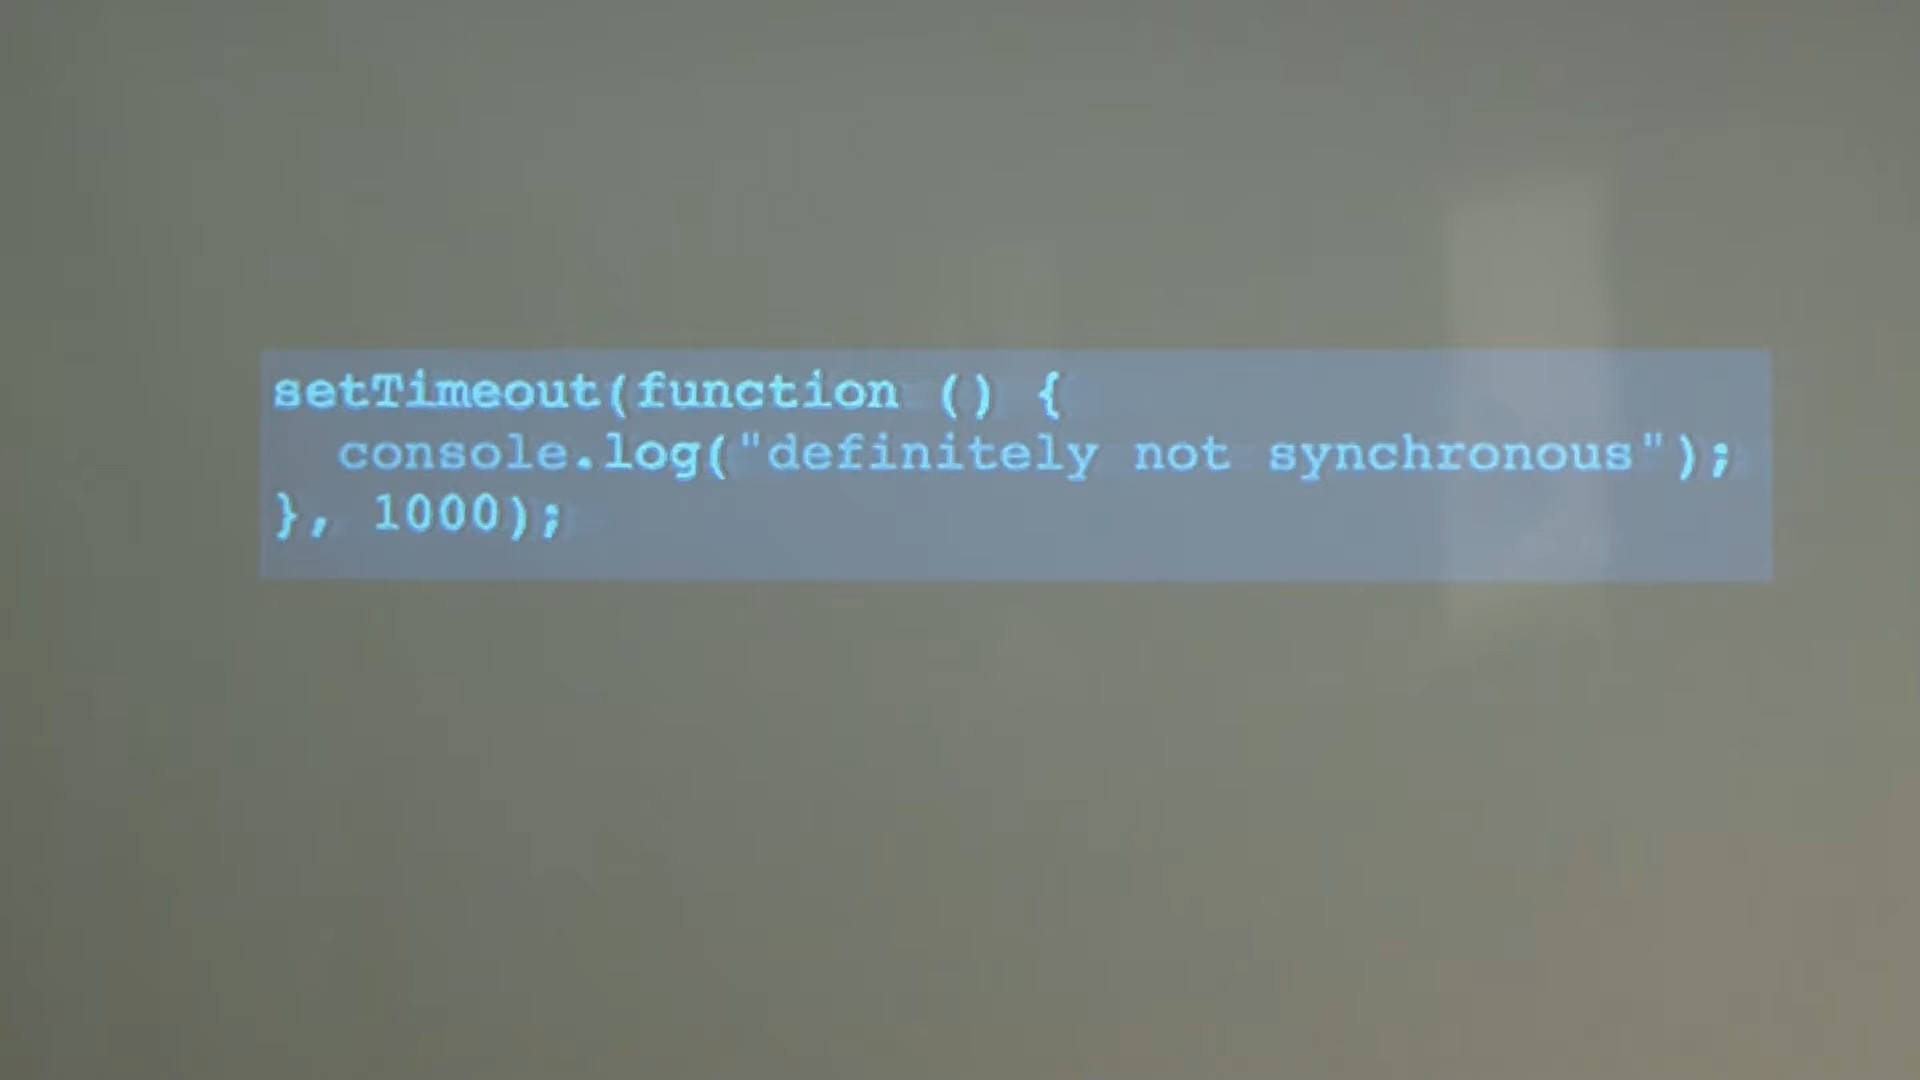 setTimeout(function () {
  console.log("definitely not synchronous");
}, 1000);